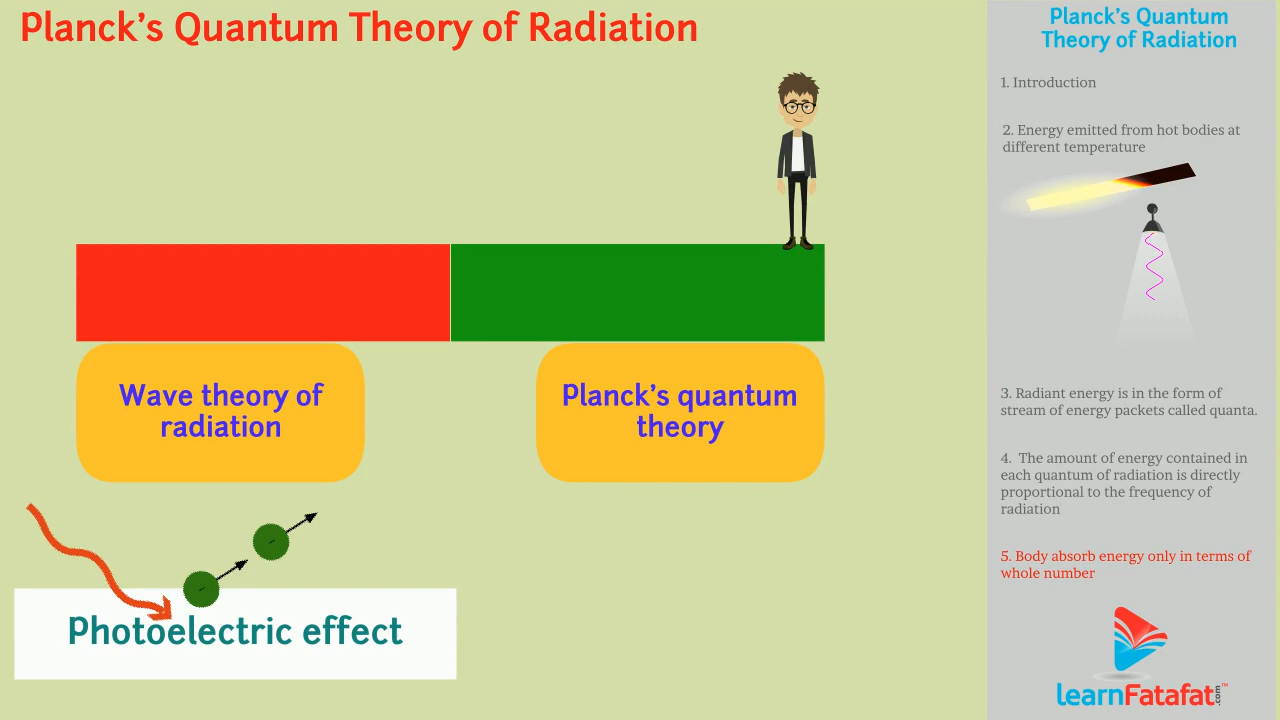 Planck's Quantum Theory of Radiation
Wave theory of
radiation
Planck's quantum
theory
Photoelectric effect
Planck's Quantum
Theory of Radiation
1. Introduction
2. Energy emitted from hot bodies at
different temperature
3. Radiant energy is in the form of
stream of energy packets called quanta.
4. The amount of energy contained in
each quantum of radiation is directly
proportional to the frequency of
radiation
5. Body absorb energy only in terms of
whole number
learnFatafat.com™